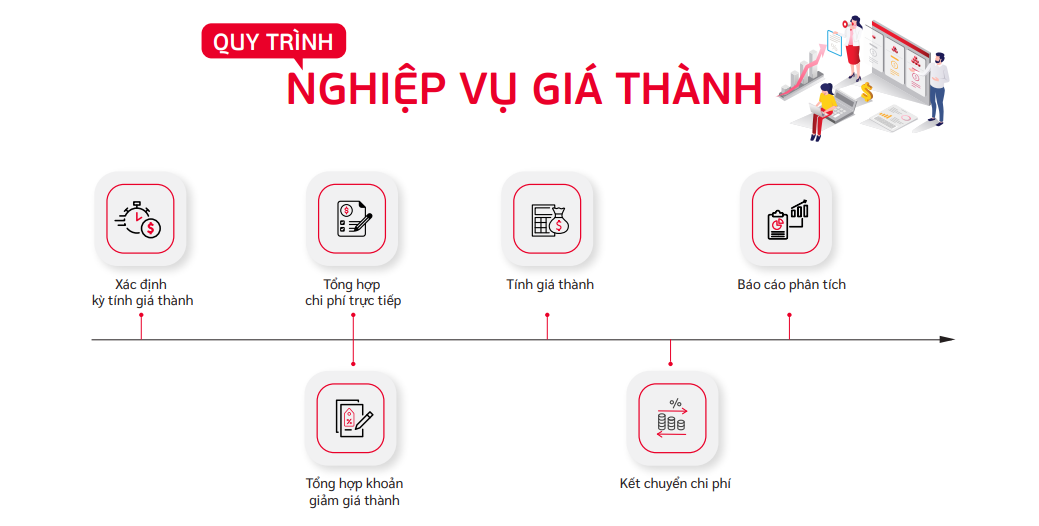 QUY TRÌNH
NGHIỆP VỤ GIÁ THÀNH
Xác định
kỳ tính giá thành
Tổng hợp
chi phí trực tiếp
Tính giá thành
Báo cáo phân tích
Tổng hợp khoản
giảm giá thành
Kết chuyển chi phí